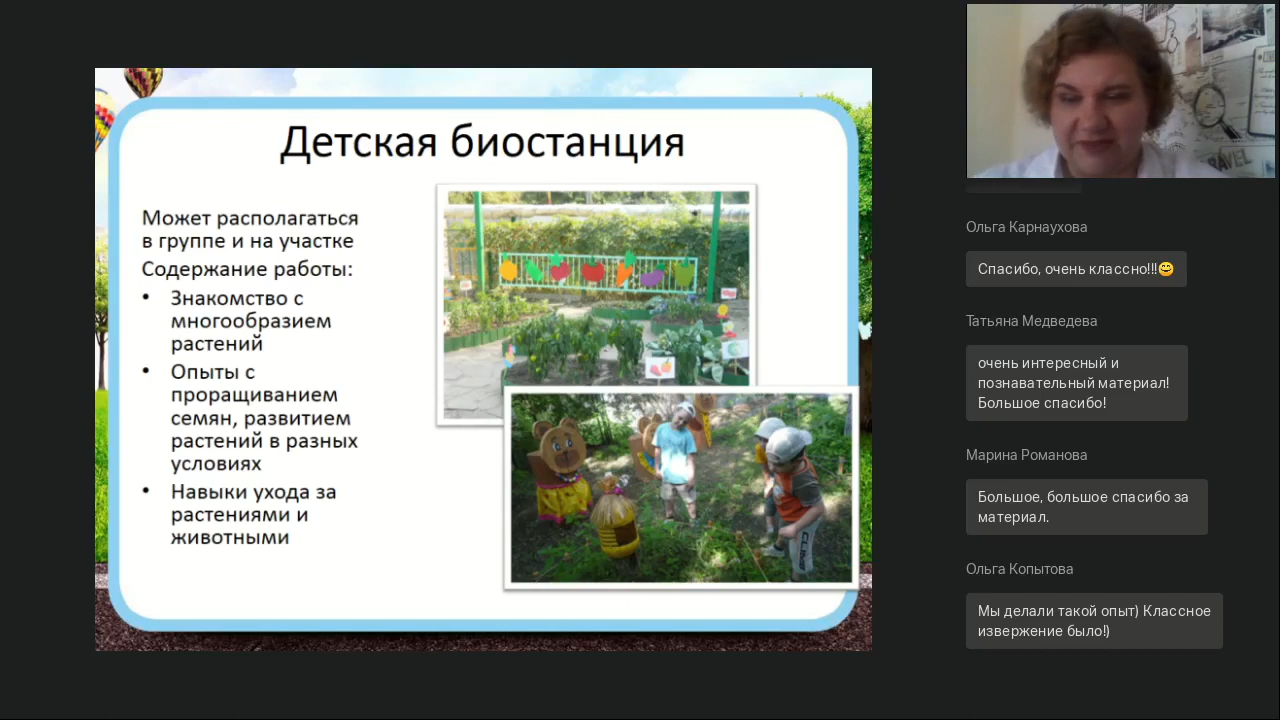 Детская биостанция
Может располагаться
в группе и на участке
Содержание работы:
• Знакомство с
многообразием
растений
• Опыты с
проращиванием
семян, развитием
растений в разных
условиях
• Навыки ухода за
растениями и
животными
Ольга Карнаухова
Спасибо, очень классно!!!😊
Татьяна Медведева
очень интересный и
познавательный материал!
Большое спасибо!
Марина Романова
Большое, большое спасибо за
материал.
Ольга Копытова
Мы делали такой опыт) Классное
извержение было!)